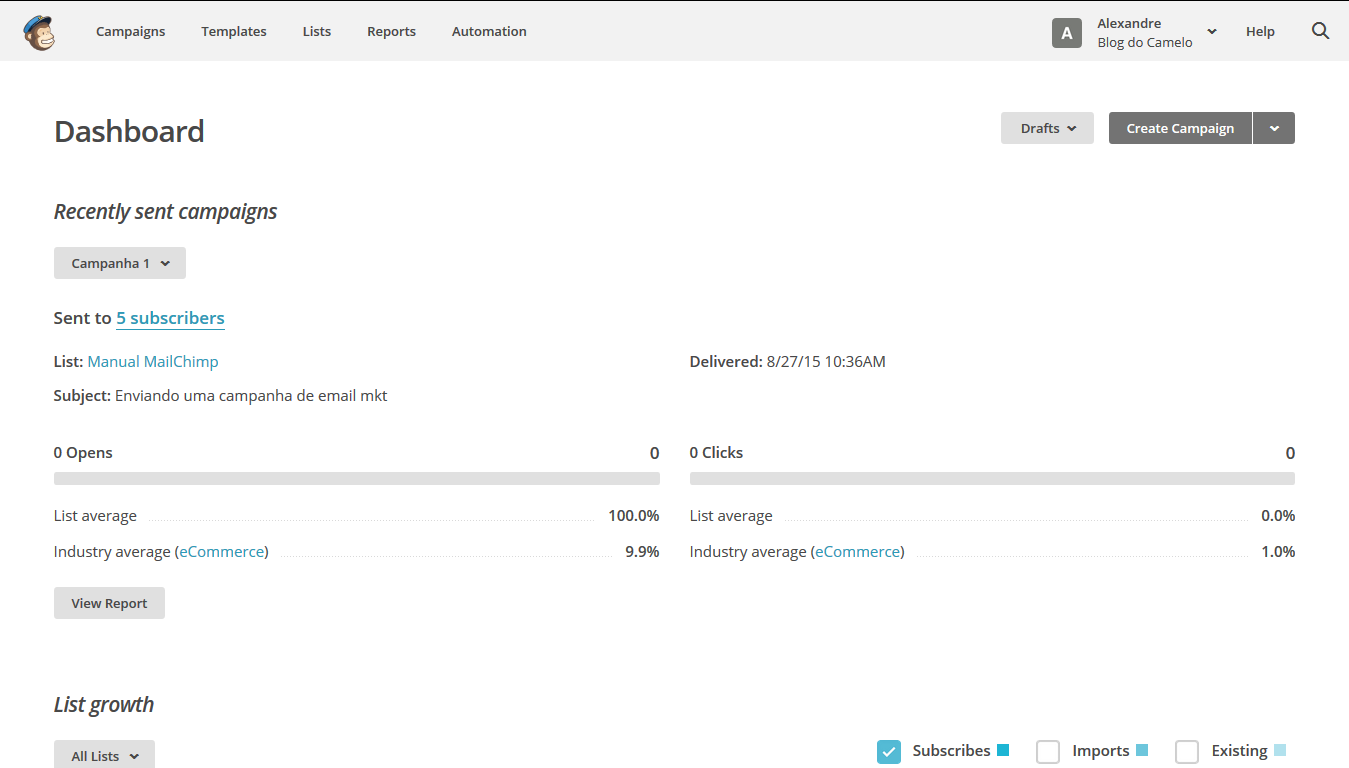 Campaigns Templates Lists Reports Automation
A
Alexandre
Blog do Camelo
Help
Dashboard
Drafts
Create Campaign
Recently sent campaigns
Campanha 1
Sent to 5 subscribers
List: Manual MailChimp
Delivered: 8/27/15 10:36AM
Subject: Enviando uma campanha de email mkt
0 Opens 0
0 Clicks 0
List average 100.0%
List average 0.0%
Industry average (eCommerce) 9.9%
Industry average (eCommerce) 1.0%
View Report
List growth
All Lists
Subscribes Imports Existing